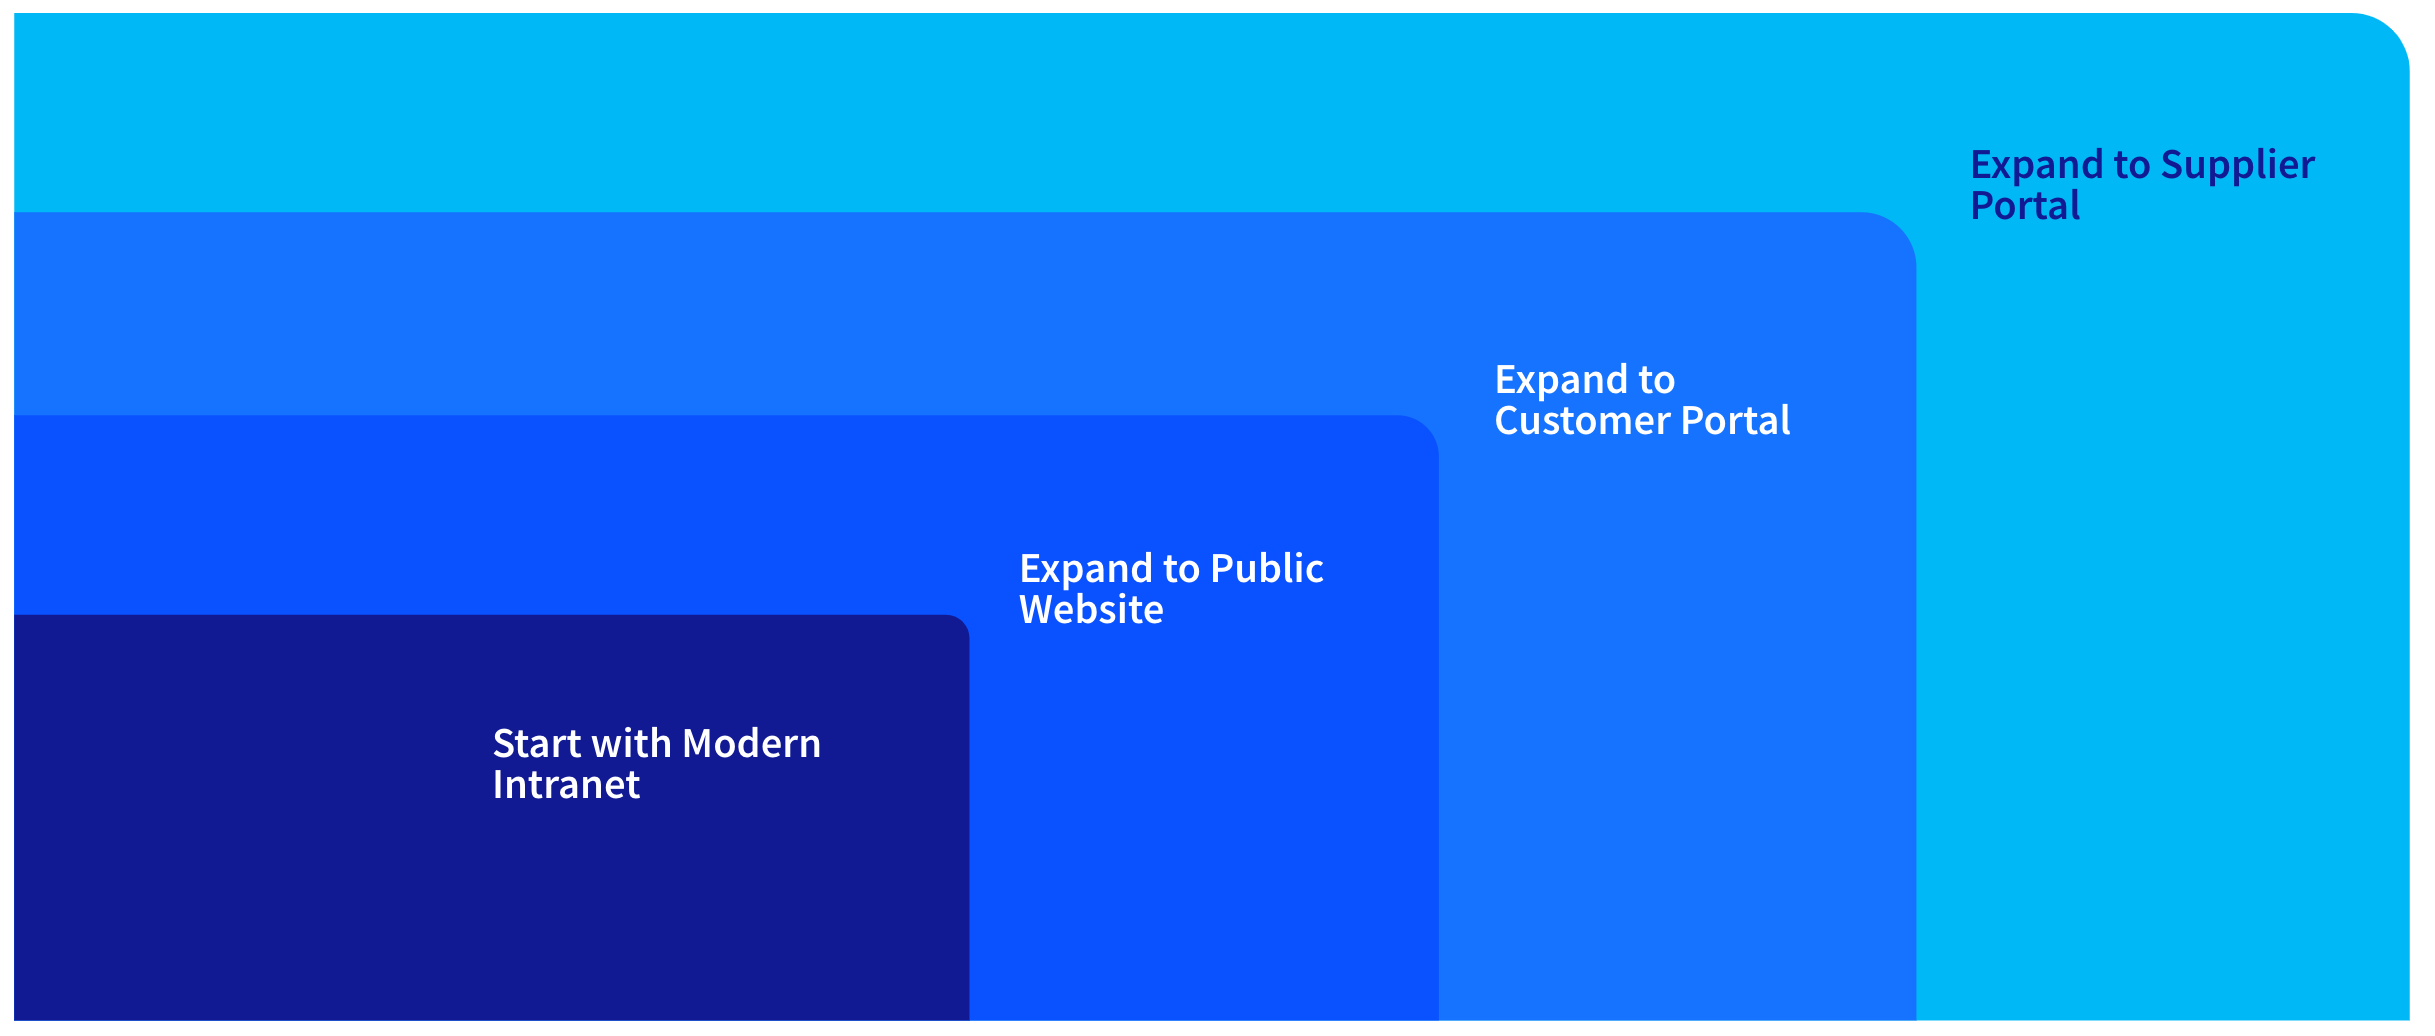 Expand to Supplier
Portal
Expand to
Customer Portal
Expand to Public
Website
Start with Modern
Intranet